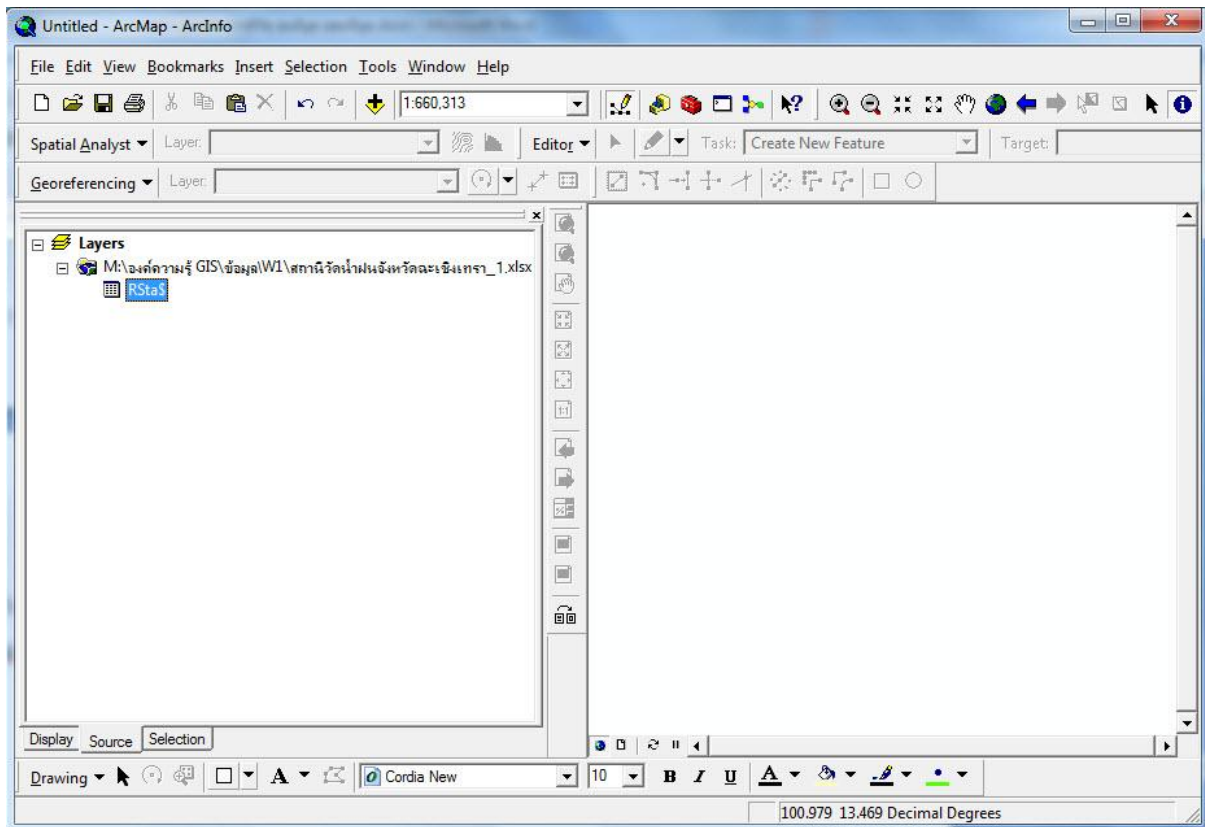 Untitled - ArcMap - ArcInfo
File Edit View Bookmarks Insert Selection Tools Window Help
1:660,313
Spatial Analyst Layer: Editor Task: Create New Feature Target:
Georeferencing Layer:
Layers
M:\องค์ความรู้ GIS\ข้อมูล\W1\สถานีวัดน้ำฝนจังหวัดฉะเชิงเทรา_1.xlsx
RSta$
1:1
Display Source Selection
Drawing A Cordia New 10 B I U A
100.979 13.469 Decimal Degrees